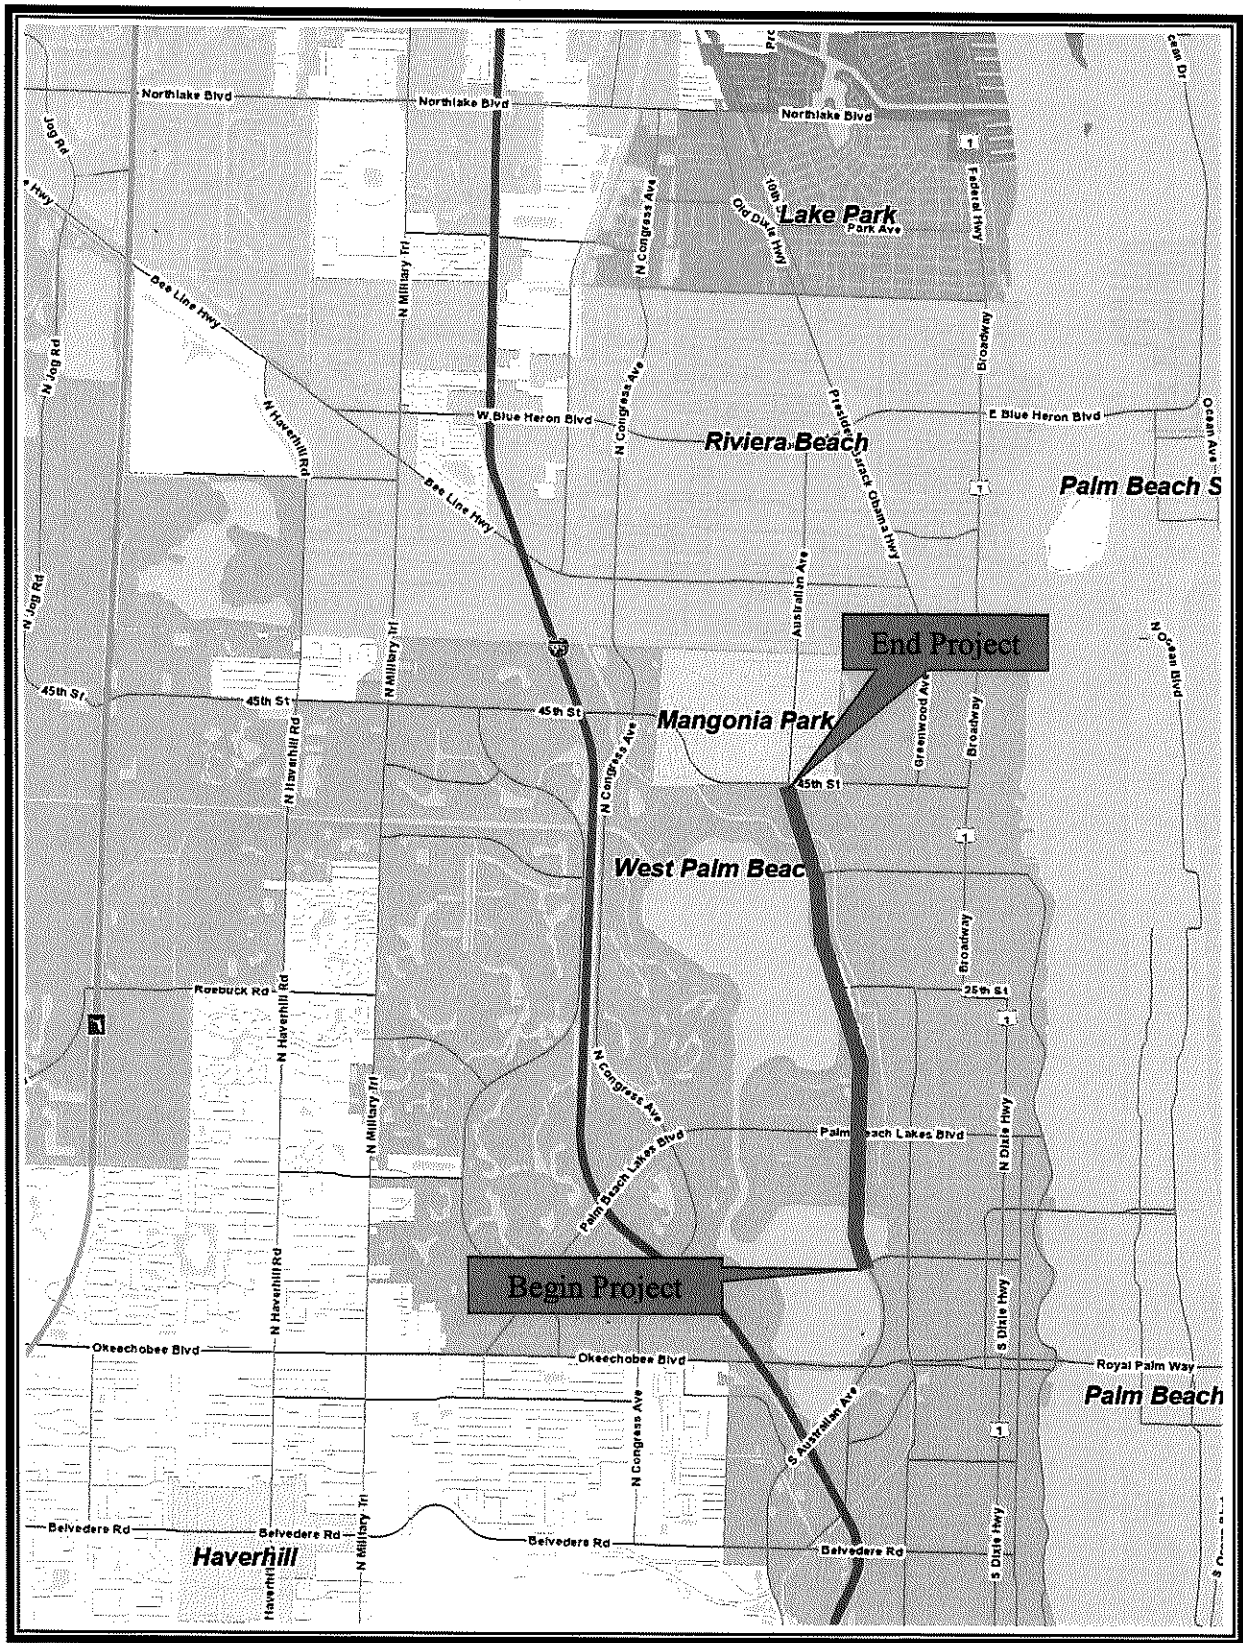 Northlake Blvd
Northlake Blvd
Northlake Blvd
Jog Rd
1
Federal Hwy
N Congress Ave
10th
Old Dixie Hwy
Lake Park
Park Ave
Hwy
N Military Trl
Bee Line Hwy
Broadway
N Jog Rd
N Congress Ave
W Blue Heron Blvd
E Blue Heron Blvd
Ocean Ave
N Haverhill Rd
Riviera Beach
Palm Beach S
1
Bee Line Hwy
Australian Ave
N Jog Rd
N Military Trl
End Project
45th St
45th St
45th St
Mangonia Park
Greenwood Ave
Broadway
N Haverhill Rd
N Congress Ave
45th St
1
West Palm Beac
Broadway
Roebuck Rd
25th St
1
N Haverhill Rd
N Congress Ave
N Military Trl
Palm Beach Lakes Blvd
N Dixie Hwy
Palm Beach Lakes Blvd
N Haverhill Rd
Begin Project
S Dixie Hwy
Okeechobee Blvd
Okeechobee Blvd
Royal Palm Way
Palm Beach
N Congress Ave
S Australian Ave
1
N Military Trl
Belvedere Rd
Belvedere Rd
Belvedere Rd
Belvedere Rd
S Dixie Hwy
Haverhill